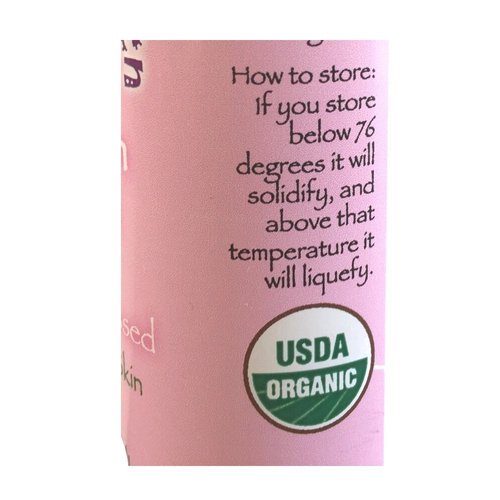 How to store:
If you store
below 76
degrees it will
solidify, and
above that
temperature it
will liquefy.
USDA
ORGANIC